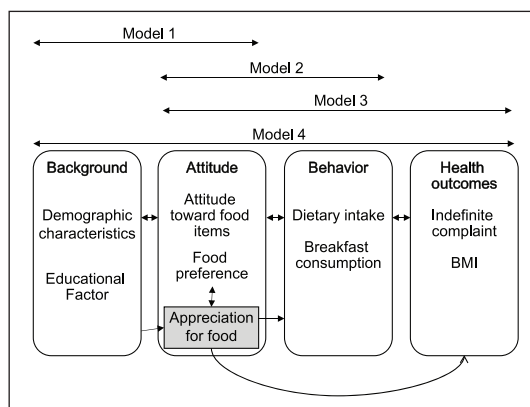 Model 1
Model 2
Model 3
Model 4
Background
Demographic
characteristics
Educational
Factor
Attitude
Attitude
toward food
items
Food
preference
Appreciation
for food
Behavior
Dietary intake
Breakfast
consumption
Health
outcomes
Indefinite
complaint
BMI